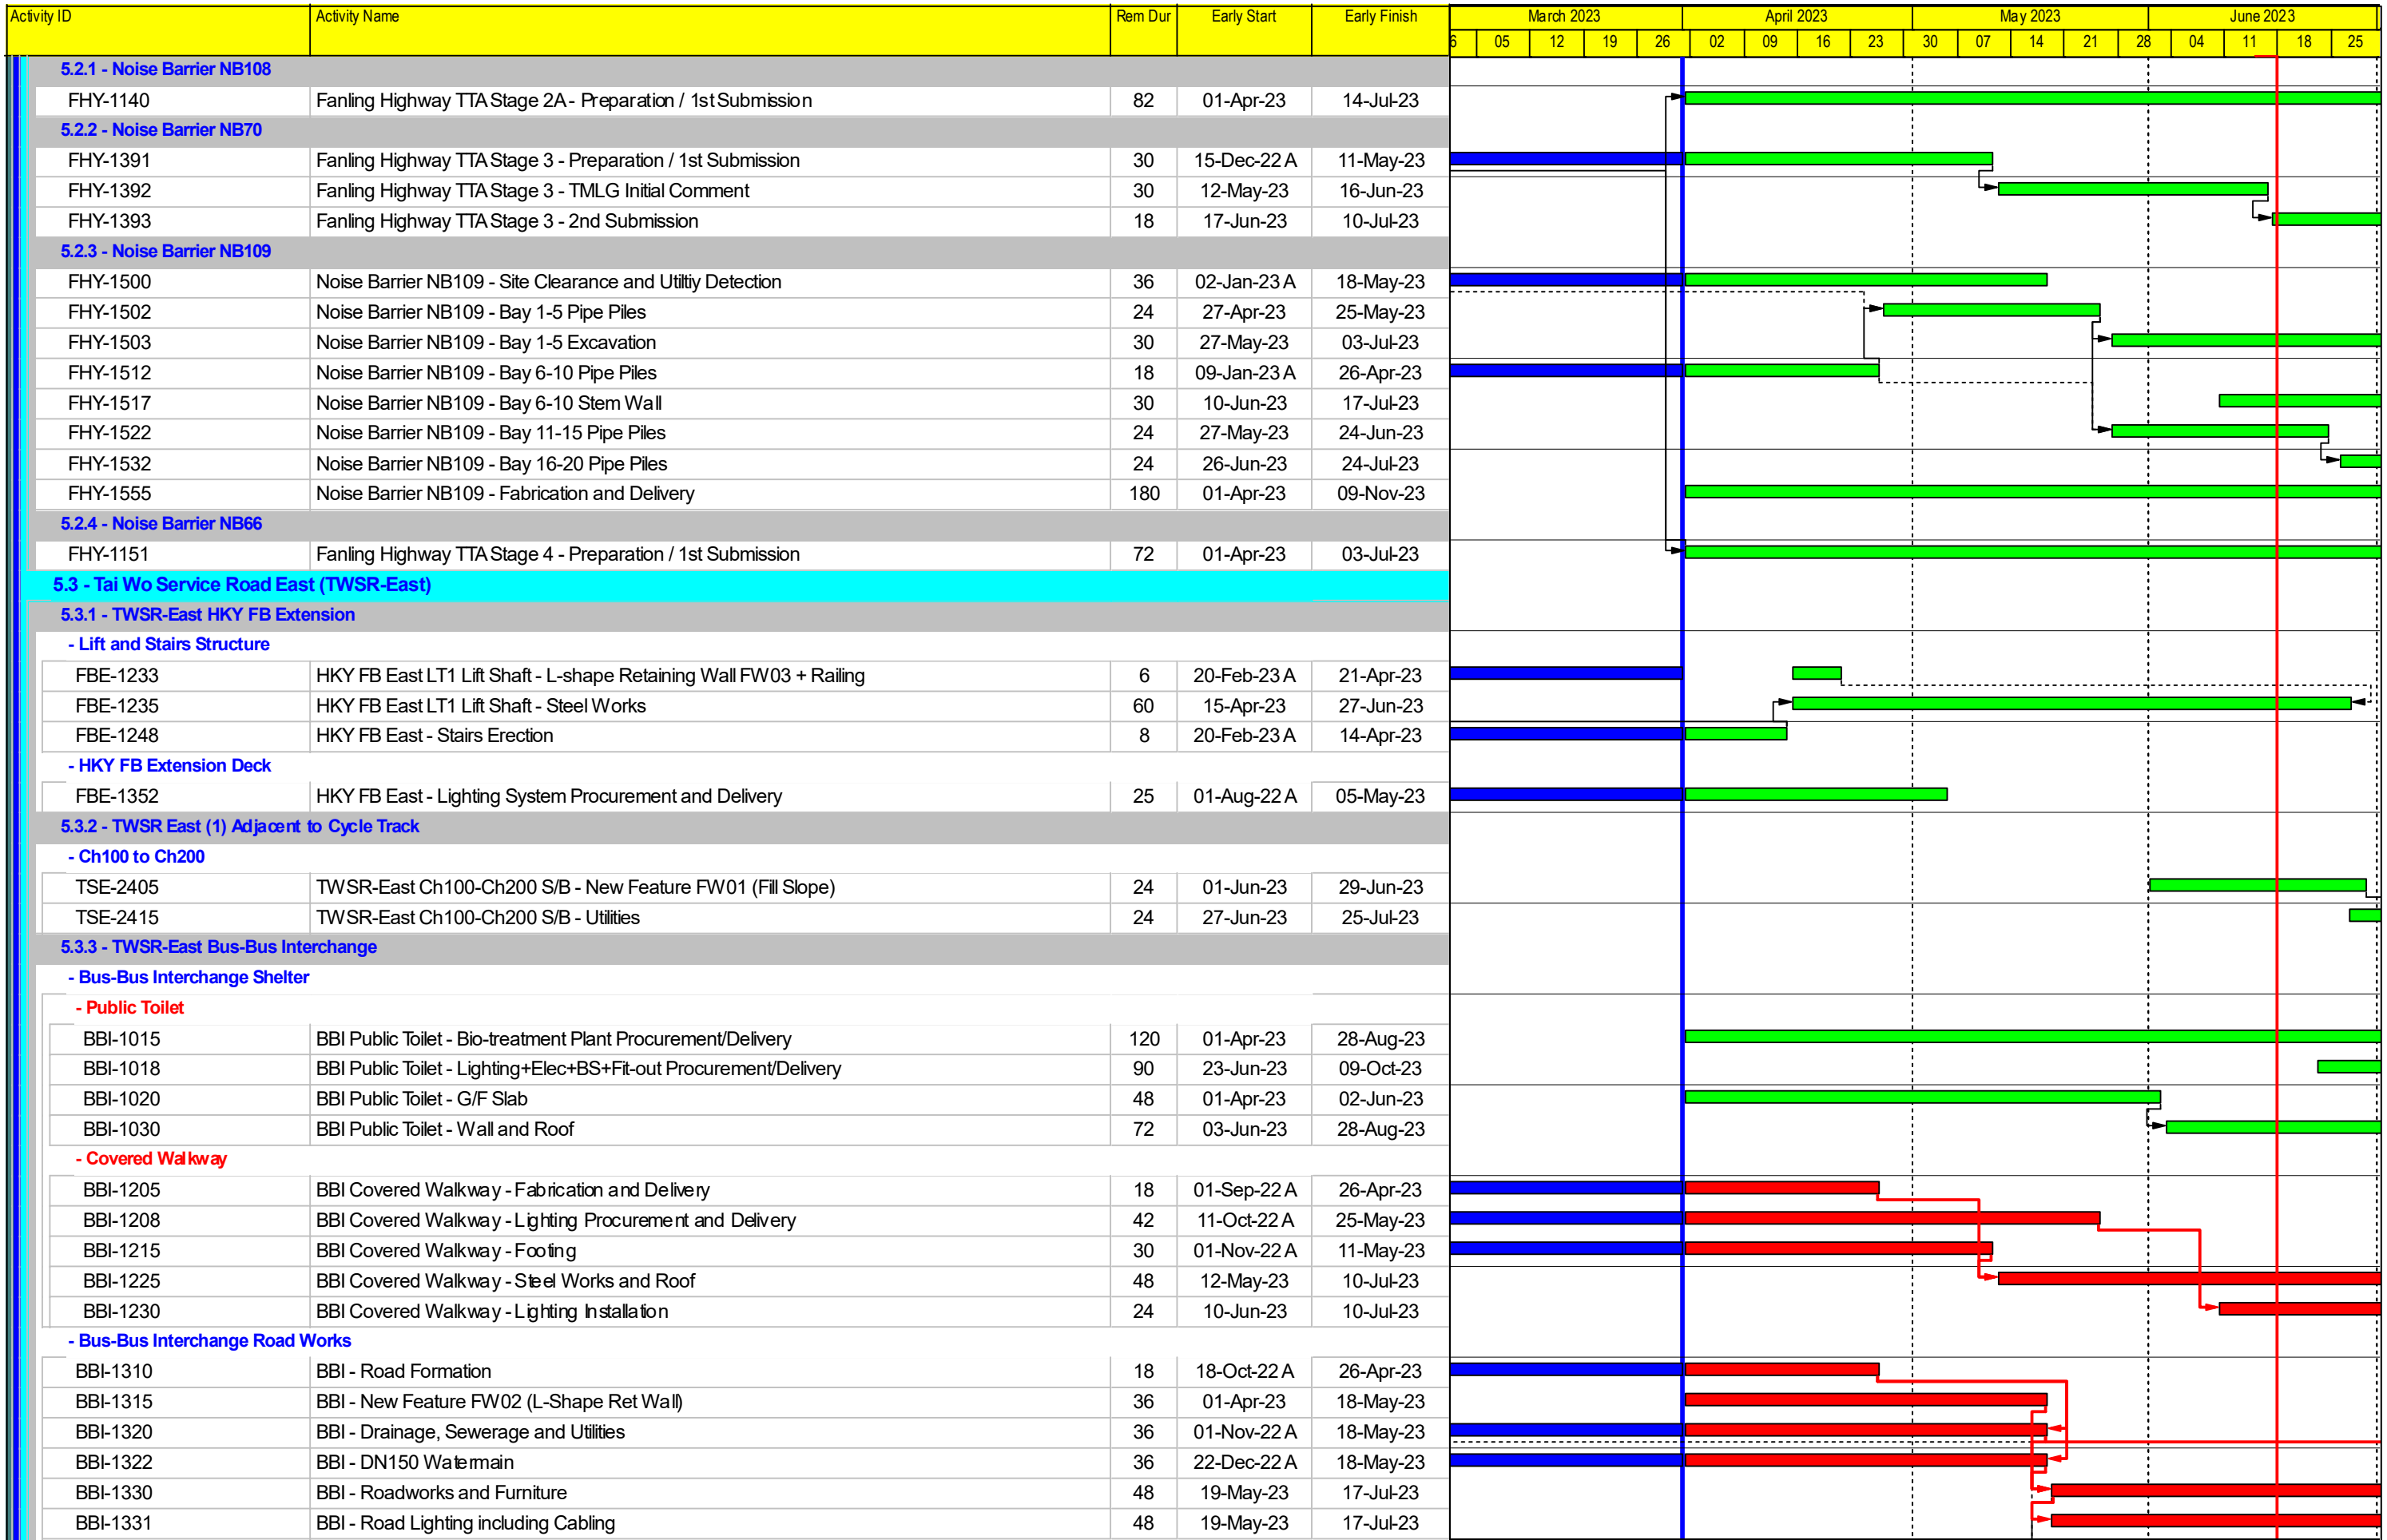 Activity ID Activity Name Rem Dur Early Start Early Finish March 2023 April 2023 May 2023 June 2023
6 05 12 19 26 02 09 16 23 30 07 14 21 28 04 11 18 25
5.2.1 - Noise Barrier NB108
FHY-1140 Fanling Highway TTA Stage 2A - Preparation / 1st Submission 82 01-Apr-23 14-Jul-23
5.2.2 - Noise Barrier NB70
FHY-1391 Fanling Highway TTA Stage 3 - Preparation / 1st Submission 30 15-Dec-22 A 11-May-23
FHY-1392 Fanling Highway TTA Stage 3 - TMLG Initial Comment 30 12-May-23 16-Jun-23
FHY-1393 Fanling Highway TTA Stage 3 - 2nd Submission 18 17-Jun-23 10-Jul-23
5.2.3 - Noise Barrier NB109
FHY-1500 Noise Barrier NB109 - Site Clearance and Utiltiy Detection 36 02-Jan-23 A 18-May-23
FHY-1502 Noise Barrier NB109 - Bay 1-5 Pipe Piles 24 27-Apr-23 25-May-23
FHY-1503 Noise Barrier NB109 - Bay 1-5 Excavation 30 27-May-23 03-Jul-23
FHY-1512 Noise Barrier NB109 - Bay 6-10 Pipe Piles 18 09-Jan-23 A 26-Apr-23
FHY-1517 Noise Barrier NB109 - Bay 6-10 Stem Wall 30 10-Jun-23 17-Jul-23
FHY-1522 Noise Barrier NB109 - Bay 11-15 Pipe Piles 24 27-May-23 24-Jun-23
FHY-1532 Noise Barrier NB109 - Bay 16-20 Pipe Piles 24 26-Jun-23 24-Jul-23
FHY-1555 Noise Barrier NB109 - Fabrication and Delivery 180 01-Apr-23 09-Nov-23
5.2.4 - Noise Barrier NB66
FHY-1151 Fanling Highway TTA Stage 4 - Preparation / 1st Submission 72 01-Apr-23 03-Jul-23
5.3 - Tai Wo Service Road East (TWSR-East)
5.3.1 - TWSR-East HKY FB Extension
- Lift and Stairs Structure
FBE-1233 HKY FB East LT1 Lift Shaft - L-shape Retaining Wall FW03 + Railing 6 20-Feb-23 A 21-Apr-23
FBE-1235 HKY FB East LT1 Lift Shaft - Steel Works 60 15-Apr-23 27-Jun-23
FBE-1248 HKY FB East - Stairs Erection 8 20-Feb-23 A 14-Apr-23
- HKY FB Extension Deck
FBE-1352 HKY FB East - Lighting System Procurement and Delivery 25 01-Aug-22 A 05-May-23
5.3.2 - TWSR East (1) Adjacent to Cycle Track
- Ch100 to Ch200
TSE-2405 TWSR-East Ch100-Ch200 S/B - New Feature FW01 (Fill Slope) 24 01-Jun-23 29-Jun-23
TSE-2415 TWSR-East Ch100-Ch200 S/B - Utilities 24 27-Jun-23 25-Jul-23
5.3.3 - TWSR-East Bus-Bus Interchange
- Bus-Bus Interchange Shelter
- Public Toilet
BBI-1015 BBI Public Toilet - Bio-treatment Plant Procurement/Delivery 120 01-Apr-23 28-Aug-23
BBI-1018 BBI Public Toilet - Lighting+Elec+BS+Fit-out Procurement/Delivery 90 23-Jun-23 09-Oct-23
BBI-1020 BBI Public Toilet - G/F Slab 48 01-Apr-23 02-Jun-23
BBI-1030 BBI Public Toilet - Wall and Roof 72 03-Jun-23 28-Aug-23
- Covered Walkway
BBI-1205 BBI Covered Walkway - Fabrication and Delivery 18 01-Sep-22 A 26-Apr-23
BBI-1208 BBI Covered Walkway - Lighting Procurement and Delivery 42 11-Oct-22 A 25-May-23
BBI-1215 BBI Covered Walkway - Footing 30 01-Nov-22 A 11-May-23
BBI-1225 BBI Covered Walkway - Steel Works and Roof 48 12-May-23 10-Jul-23
BBI-1230 BBI Covered Walkway - Lighting Installation 24 10-Jun-23 10-Jul-23
- Bus-Bus Interchange Road Works
BBI-1310 BBI - Road Formation 18 18-Oct-22 A 26-Apr-23
BBI-1315 BBI - New Feature FW02 (L-Shape Ret Wall) 36 01-Apr-23 18-May-23
BBI-1320 BBI - Drainage, Sewerage and Utilities 36 01-Nov-22 A 18-May-23
BBI-1322 BBI - DN150 Watermain 36 22-Dec-22 A 18-May-23
BBI-1330 BBI - Roadworks and Furniture 48 19-May-23 17-Jul-23
BBI-1331 BBI - Road Lighting including Cabling 48 19-May-23 17-Jul-23